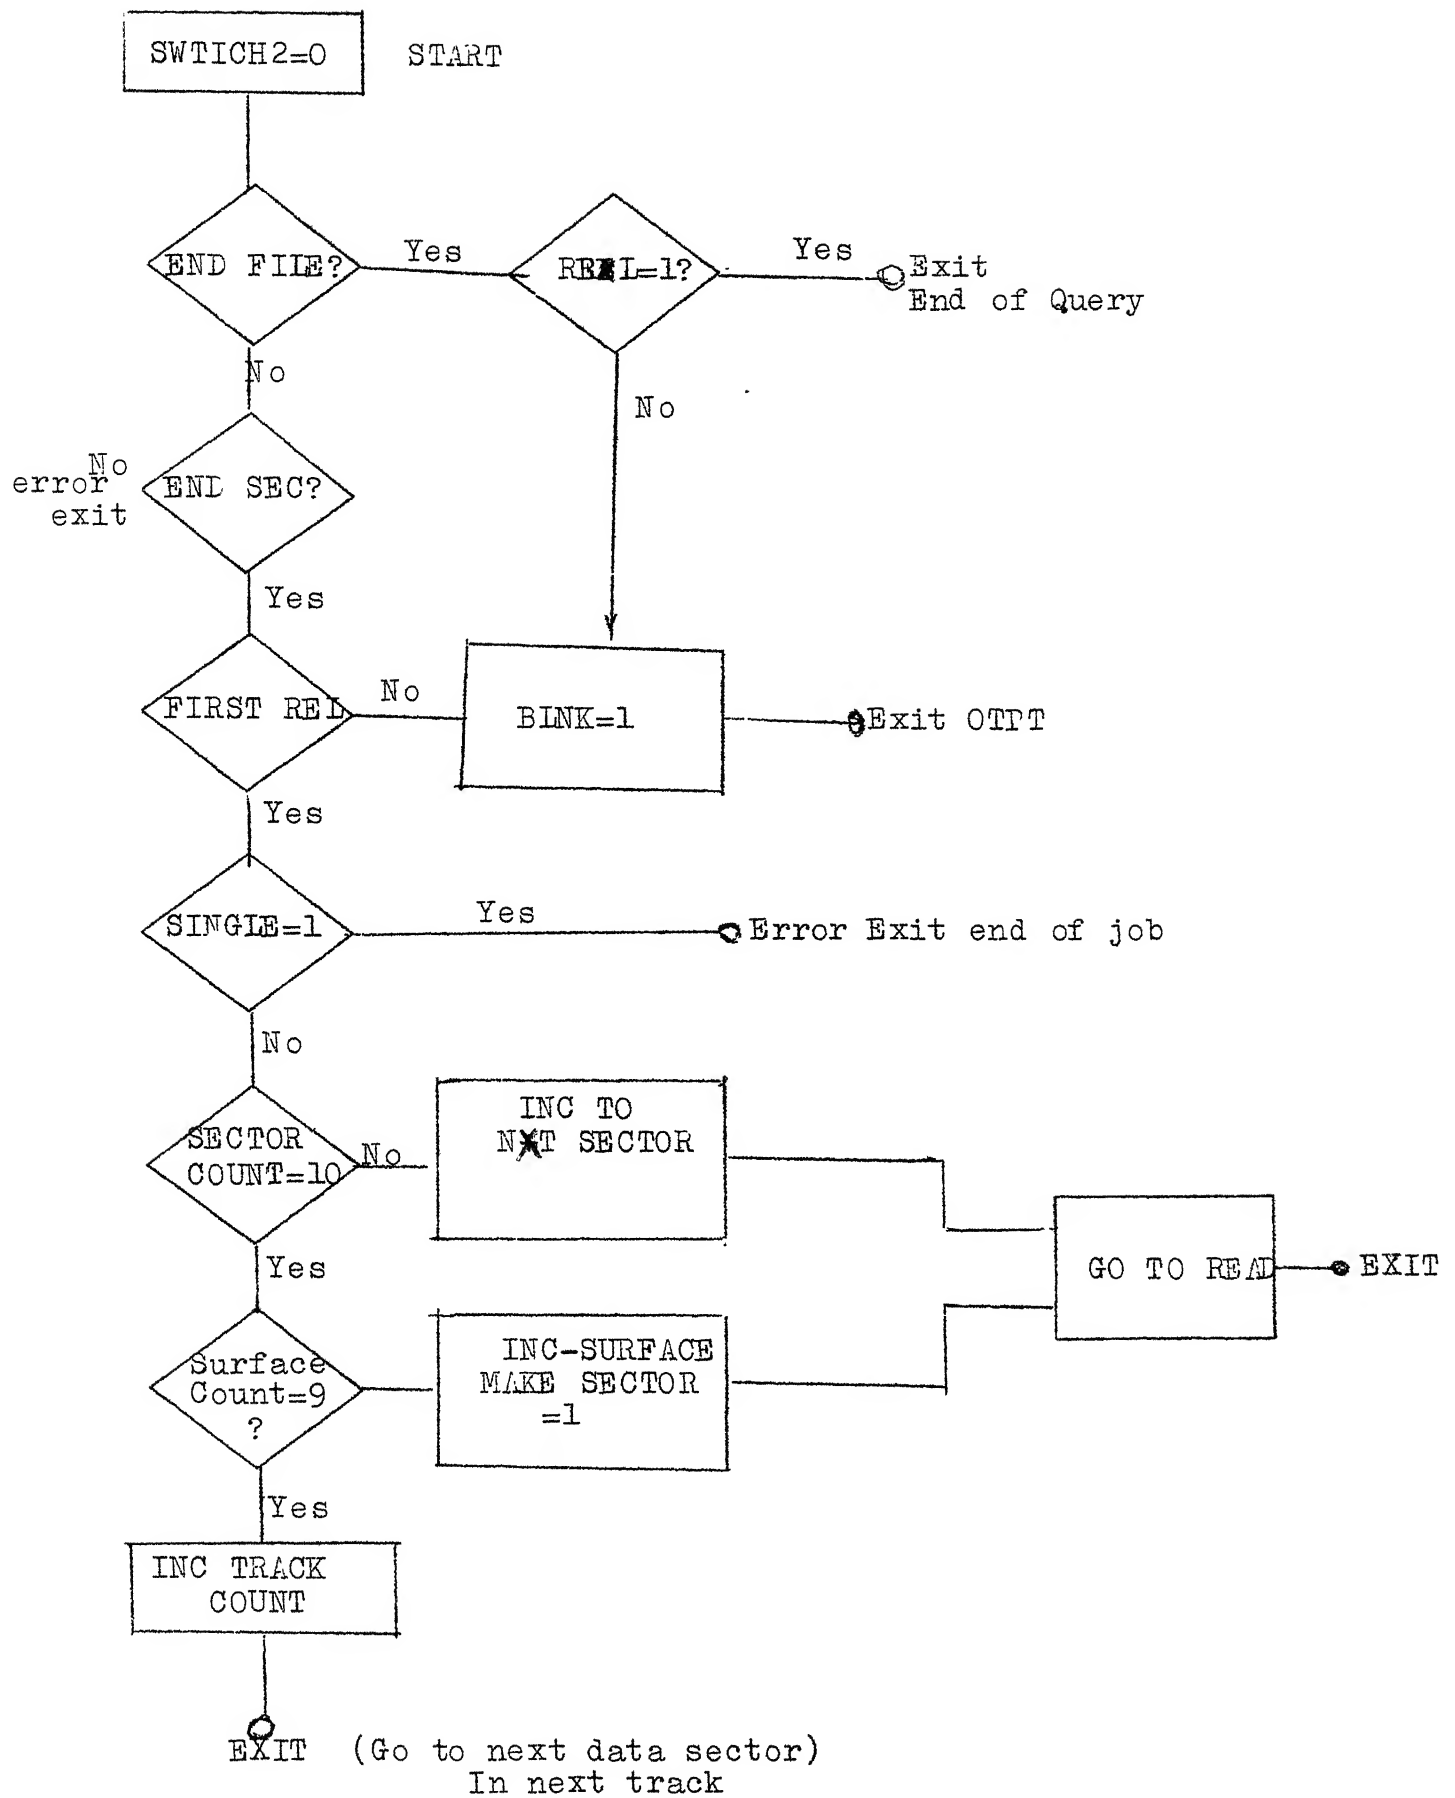 SWTICH2=0 START
END FILE?
Yes
REL=1?
Yes
Exit
End of Query
No
No
No
error
exit
END SEC?
Yes
FIRST REL
No
BLNK=1
Exit OTPT
Yes
SINGLE=1
Yes
Error Exit end of job
No
SECTOR
COUNT=10
No
INC TO
NXT SECTOR
GO TO READ
EXIT
Yes
Surface
Count=9
?
INC-SURFACE
MAKE SECTOR
=1
Yes
INC TRACK
COUNT
EXIT (Go to next data sector)
In next track